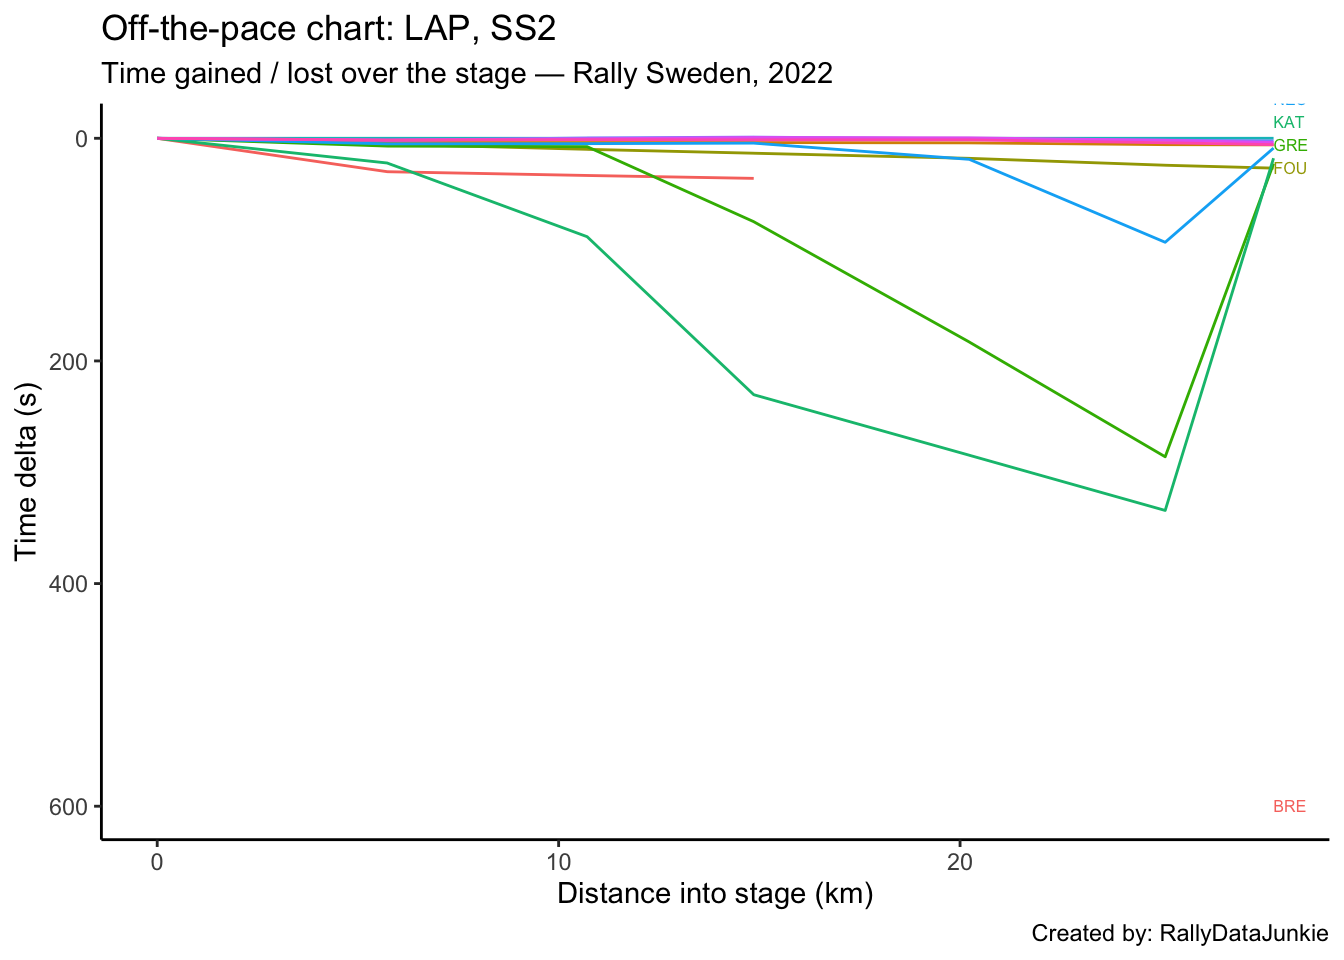 Off-the-pace chart: LAP, SS2
Time gained / lost over the stage — Rally Sweden, 2022
KAT
0
GRE
FOU
200
Time delta (s)
400
600
BRE
0 10 20
Distance into stage (km)
Created by: RallyDataJunkie